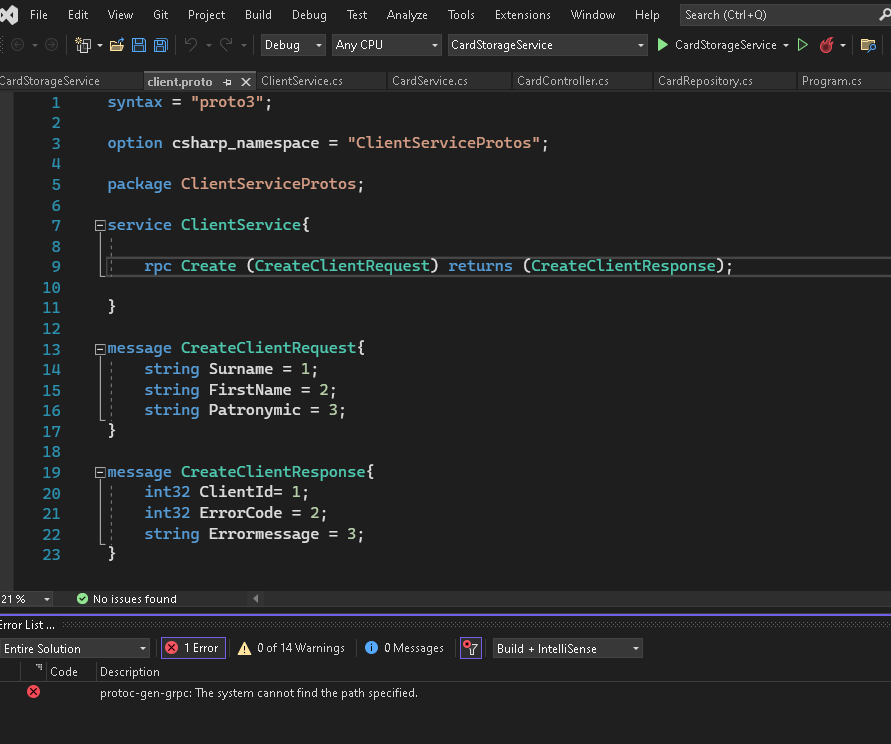 File Edit View Git Project Build Debug Test Analyze Tools Extensions Window Help Search (Ctrl+Q)
Debug Any CPU CardStorageService CardStorageService
CardStorageService client.proto ClientService.cs CardService.cs CardController.cs CardRepository.cs Program.cs
1 syntax = "proto3";
2
3 option csharp_namespace = "ClientServiceProtos";
4
5 package ClientServiceProtos;
6
7 service ClientService{
8
9 rpc Create (CreateClientRequest) returns (CreateClientResponse);
10
11 }
12
13 message CreateClientRequest{
14 string Surname = 1;
15 string FirstName = 2;
16 string Patronymic = 3;
17 }
18
19 message CreateClientResponse{
20 int32 ClientId= 1;
21 int32 ErrorCode = 2;
22 string Errormessage = 3;
23 }
21 % No issues found
Error List ...
Entire Solution 1 Error 0 of 14 Warnings 0 Messages Build + IntelliSense
Code Description
protoc-gen-grpc: The system cannot find the path specified.